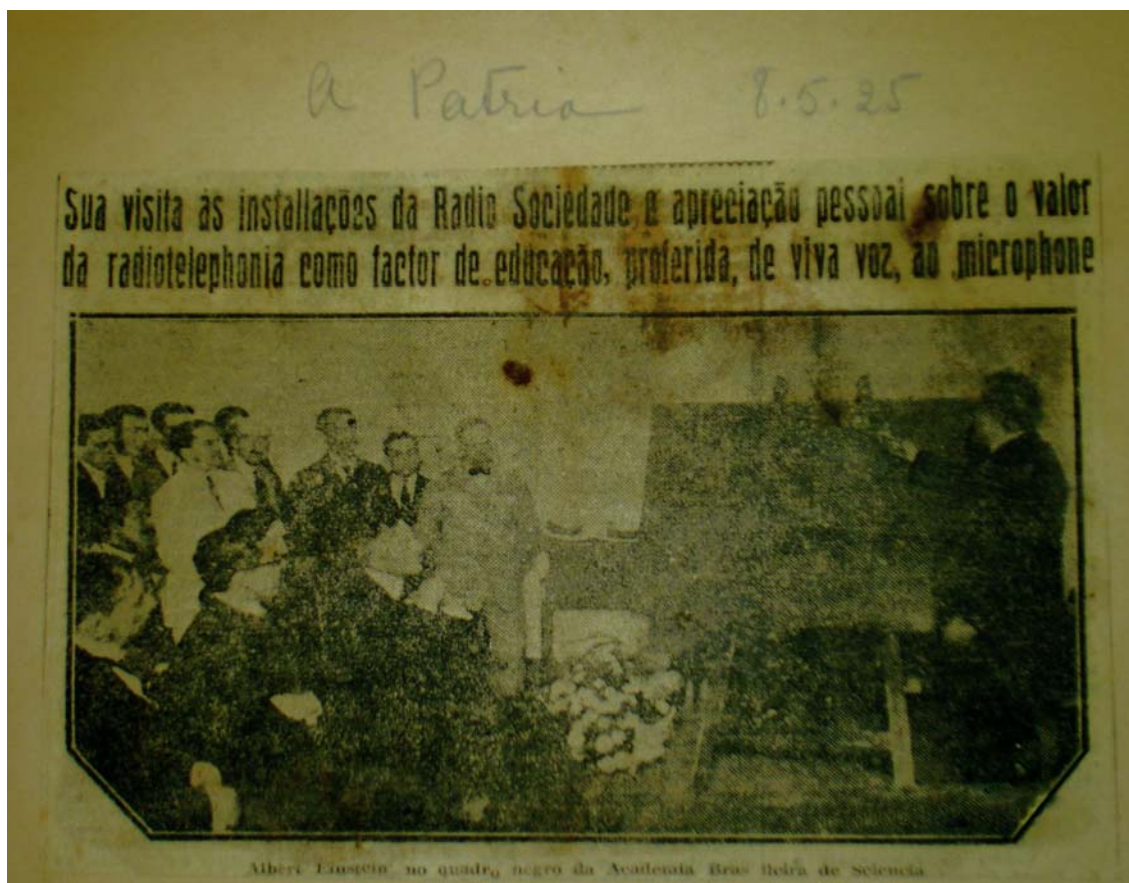 A Patria 8.5.25
Sua visita ás installações da Radio Sociedade e apreciação pessoal sobre o valor
da radiotelephonia como factor de educação, proferida, de viva voz, ao microphone
Albert Einstein no quadro negro da Academia Brasileira de Sciencia